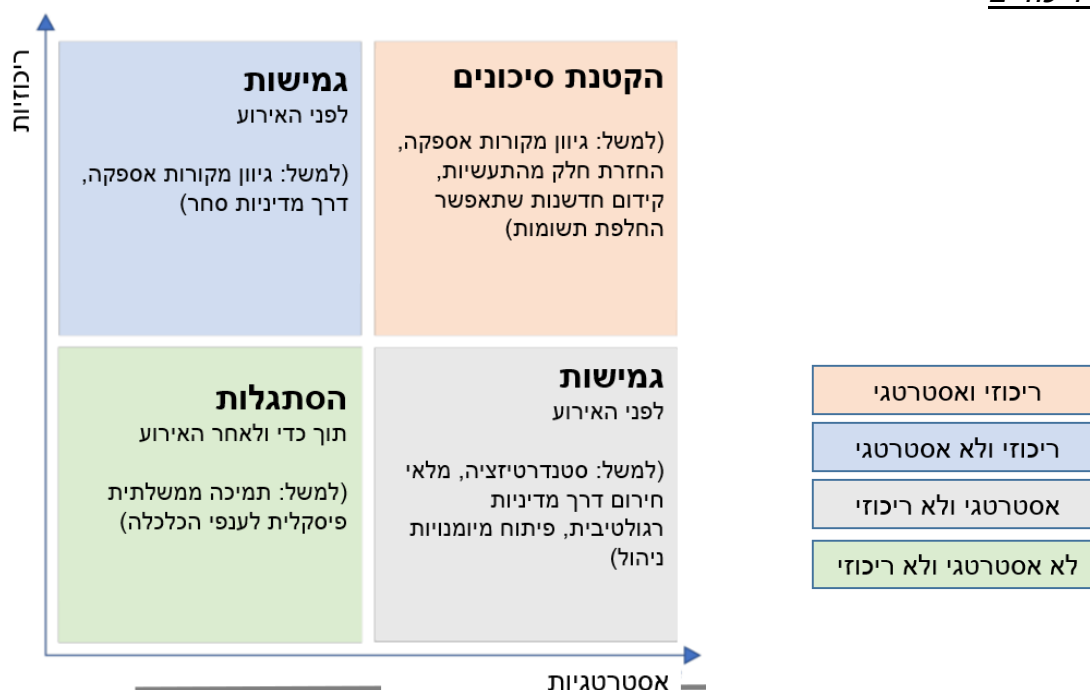 ריכוזיות
הקטנת סיכונים
(למשל: גיוון מקורות אספקה,
החזרת חלק מהתעשיות,
קידום חדשנות שתאפשר
החלפת תשומות)
גמישות
לפני האירוע
(למשל: גיוון מקורות אספקה,
דרך מדיניות סחר)
גמישות
לפני האירוע
(למשל: סטנדרטיזציה, מלאי
חירום דרך מדיניות
רגולטיבית, פיתוח מיומנויות
ניהול)
הסתגלות
תוך כדי ולאחר האירוע
(למשל: תמיכה ממשלתית
פיסקלית לענפי הכלכלה)
אסטרטגיות
ריכוזי ואסטרטגי
ריכוזי ולא אסטרטגי
אסטרטגי ולא ריכוזי
לא אסטרטגי ולא ריכוזי